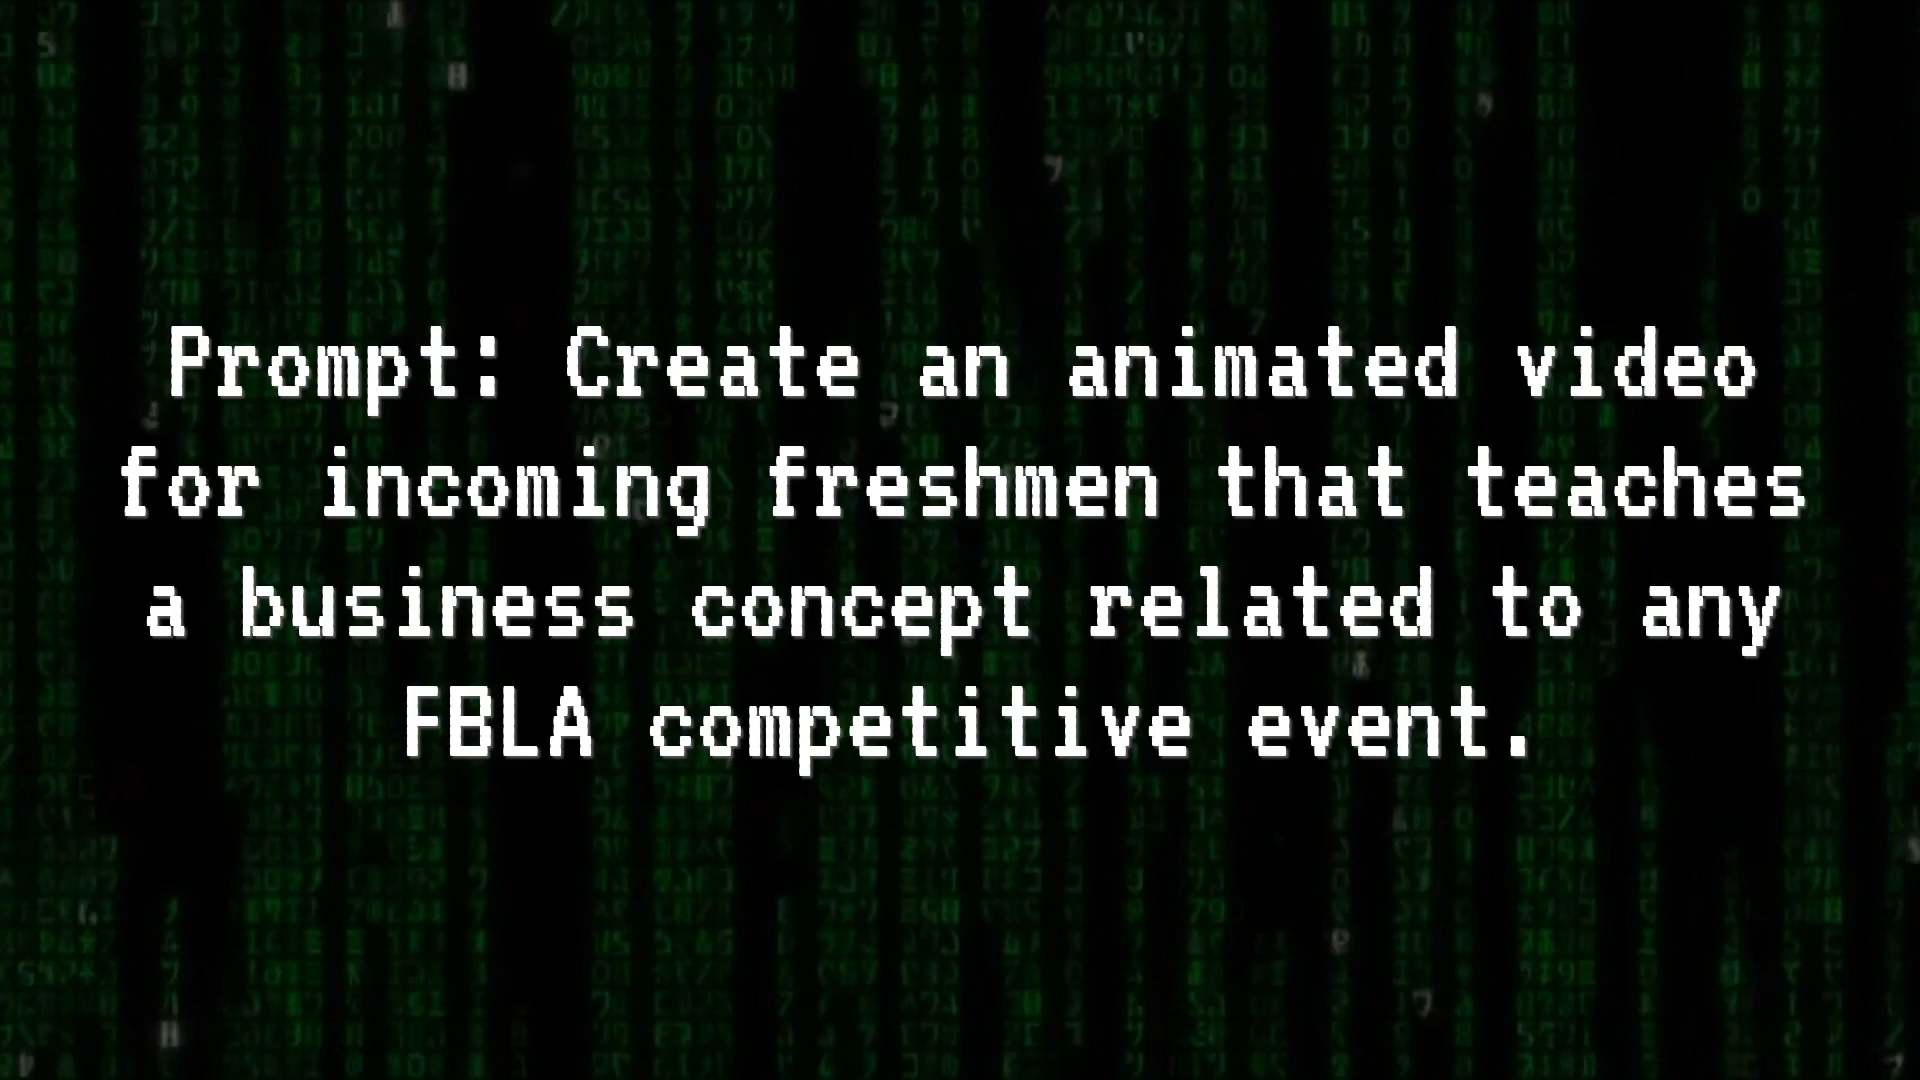 Prompt: Create an animated video
for incoming freshmen that teaches
a business concept related to any
FBLA competitive event.